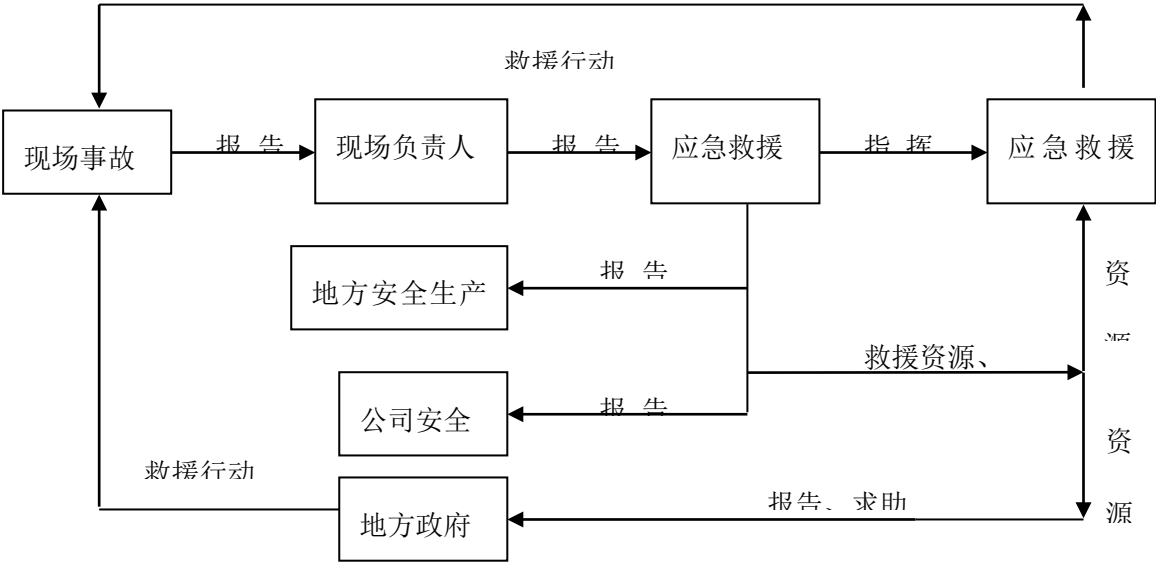 救援行动
现场事故
报 告
现场负责人
报 告
应急救援
指 挥
应急救援
地方安全生产
报 告
资
源
救援资源、
公司安全
报 告
资
源
救援行动
地方政府
报告、求助